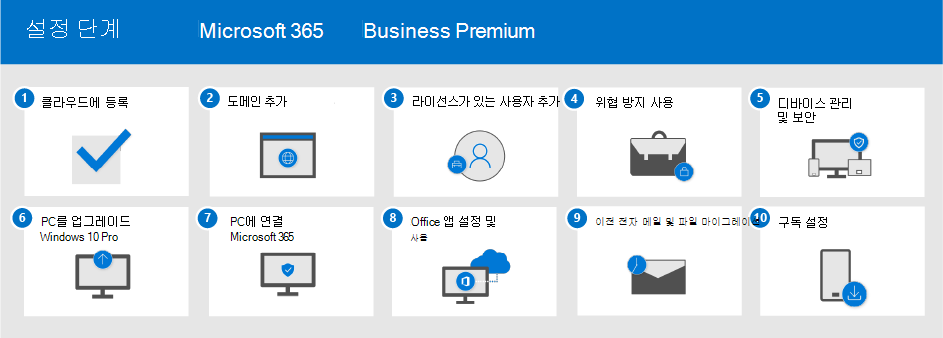 설정 단계 Microsoft 365 Business Premium
1 클라우드에 등록
2 도메인 추가
3 라이선스가 있는 사용자 추가
4 위협 방지 사용
5 디바이스 관리
및 보안
6 PC를 업그레이드
Windows 10 Pro
7 PC에 연결
Microsoft 365
8 Office 앱 설정 및
사용
9 이전 전자 메일 및 파일 마이그레이션
10 구독 설정